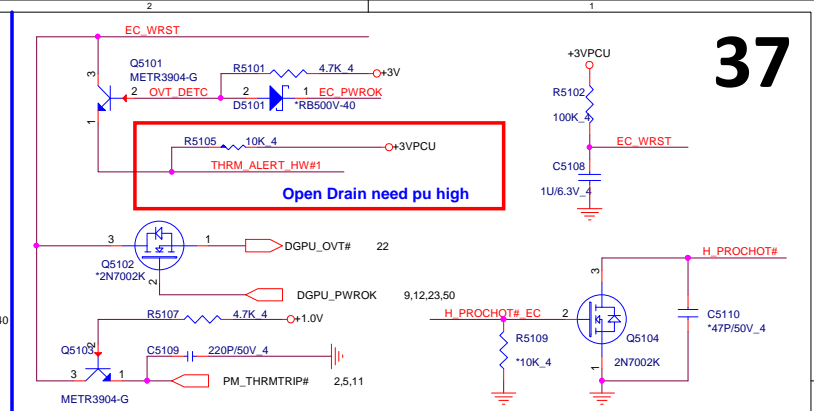 2
1
37
EC_WRST
Q5101
METR3904-G
3
2
1
OVT_DETC
R5101
4.7K_4
+3V
2
1
EC_PWROK
D5101
*RB500V-40
R5105
10K_4
+3VPCU
THRM_ALERT_HW#1
Open Drain need pu high
+3VPCU
R5102
100K_4
EC_WRST
C5108
1U/6.3V_4
3
1
2
Q5102
*2N7002K
DGPU_OVT#
22
DGPU_PWROK
9,12,23,50
R5107
4.7K_4
+1.0V
2
Q5103
3
1
METR3904-G
C5109
220P/50V_4
PM_THRMTRIP#
2,5,11
H_PROCHOT#
3
H_PROCHOT#_EC
2
1
Q5104
2N7002K
R5109
*10K_4
C5110
*47P/50V_4